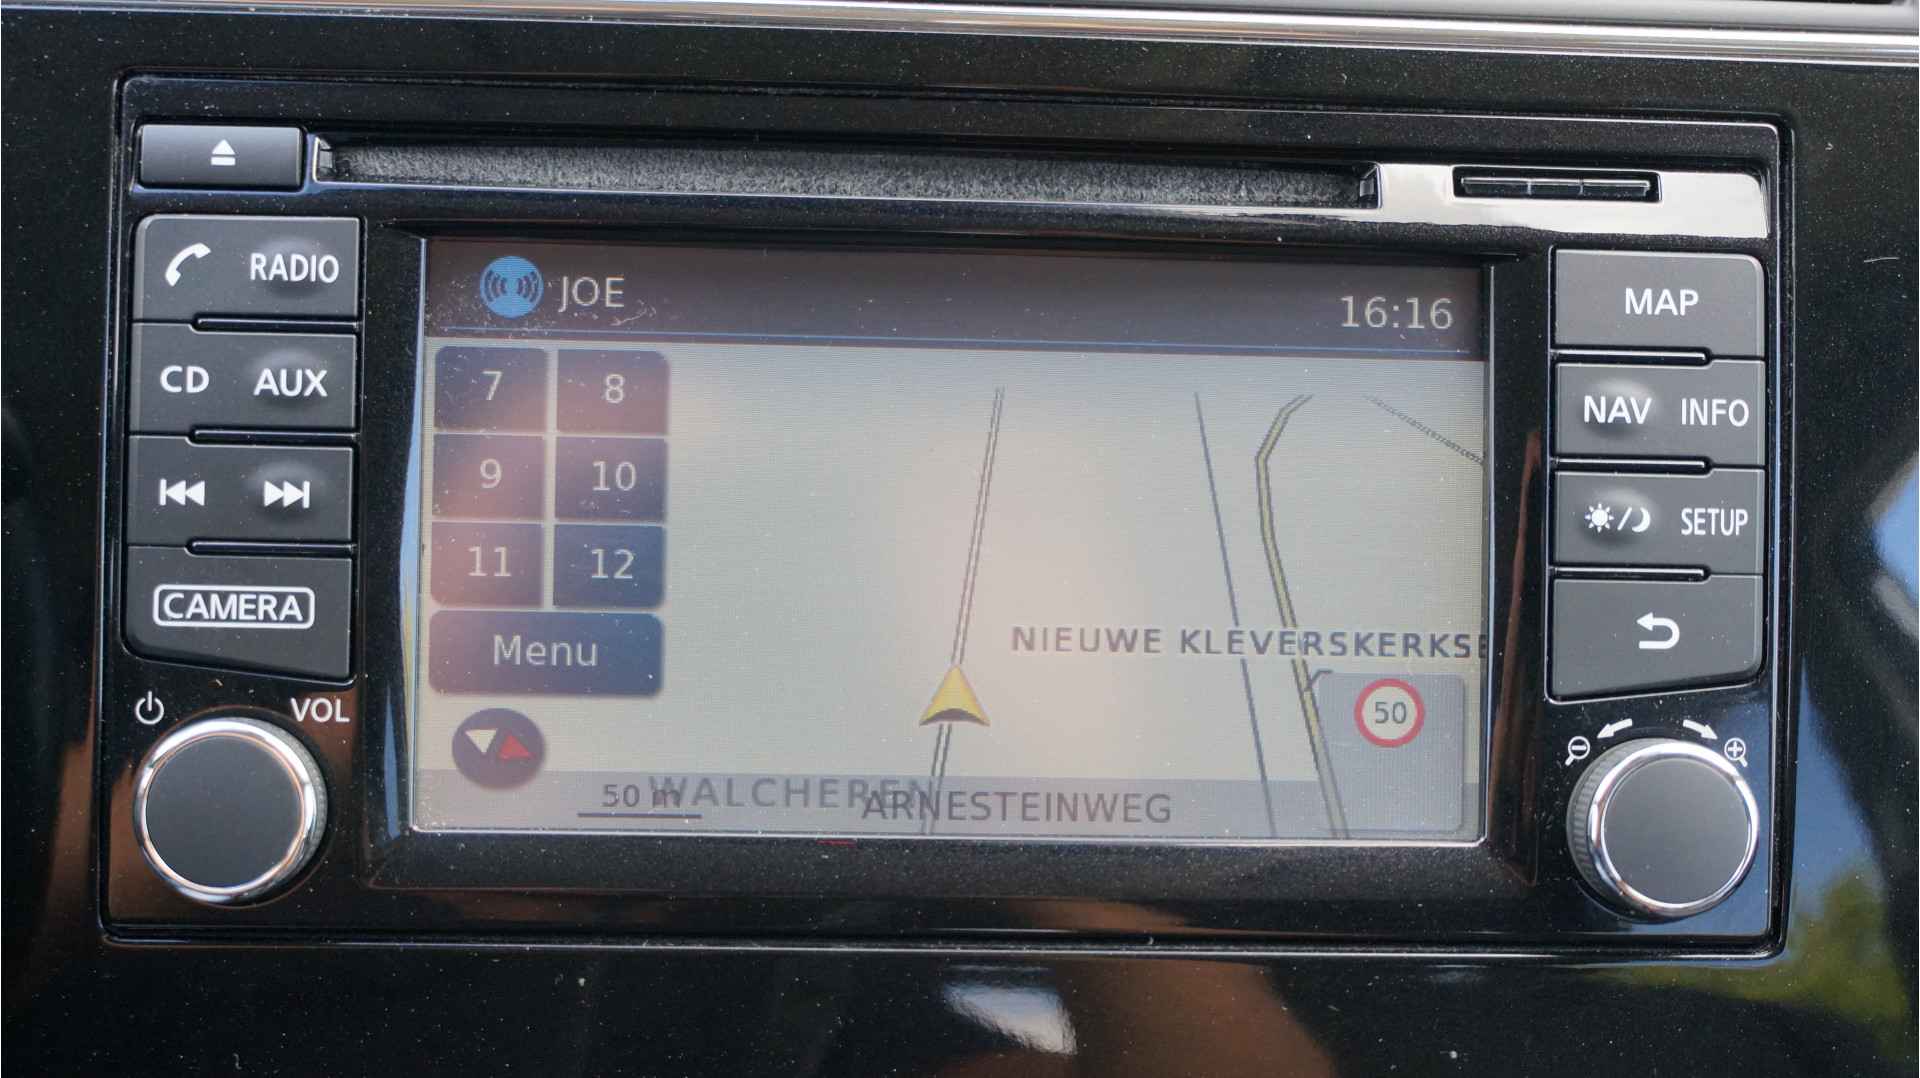 RADIO
CD AUX
CAMERA
VOL
JOE
16:16
7 8
9 10
11 12
Menu
NIEUWE KLEVERSKERKSE
50
WALCHEREN
50 m
ARNESTEINWEG
MAP
NAV INFO
SETUP